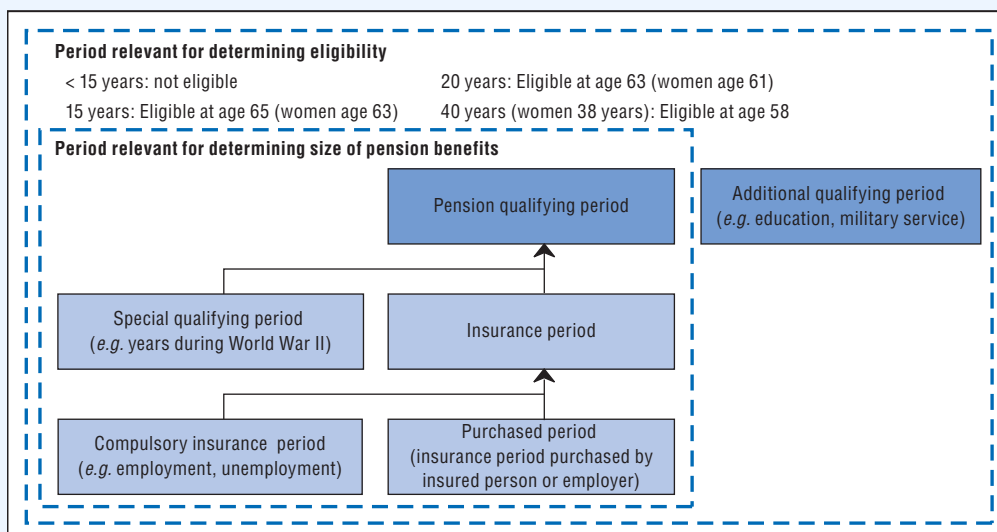 Period relevant for determining eligibility
< 15 years: not eligible
20 years: Eligible at age 63 (women age 61)
15 years: Eligible at age 65 (women age 63)
40 years (women 38 years): Eligible at age 58
Period relevant for determining size of pension benefits
Pension qualifying period
Additional qualifying period
(e.g. education, military service)
Special qualifying period
(e.g. years during World War II)
Insurance period
Compulsory insurance period
(e.g. employment, unemployment)
Purchased period
(insurance period purchased by
insured person or employer)